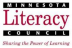 MINNESOTA
Literacy
COUNCIL
Sharing the Power of Learning